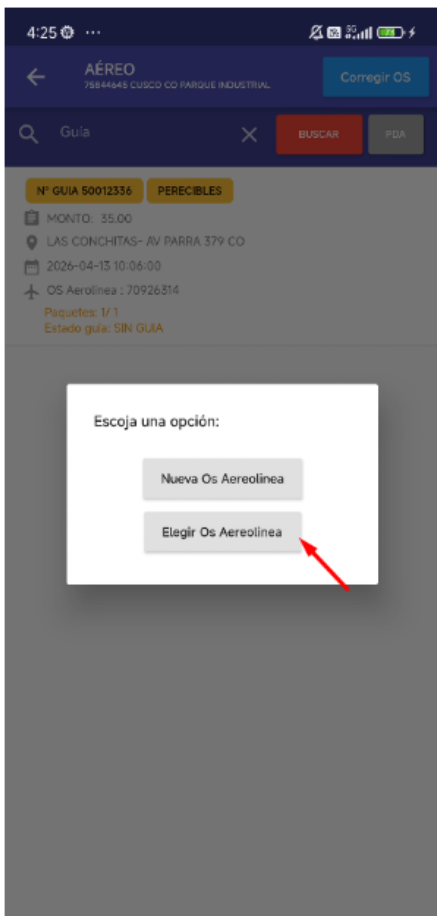 4:25 ...
5G
AÉREO
75844645 CUSCO CO PARQUE INDUSTRIAL
Corregir OS
Guía
BUSCAR
PDA
N° GUIA 50012336 PERECIBLES
MONTO: 35.00
LAS CONCHITAS- AV PARRA 379 CO
2026-04-13 10:06:00
OS Aerolinea : 70926314
Paquetes: 1/ 1
Estado guía: SIN GUIA
Escoja una opción:
Nueva Os Aereolinea
Elegir Os Aereolinea